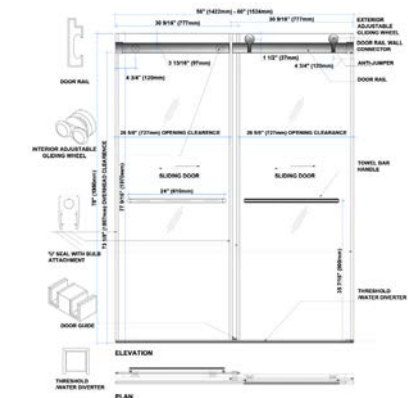 56" (1422mm) - 60" (1524mm)
30 9/16" (777mm)
30 9/16" (777mm)
EXTERIOR
ADJUSTABLE
GLIDING WHEEL
DOOR RAIL WALL
CONNECTOR
3 13/16" (97mm)
1 1/2" (37mm)
4 3/4" (120mm)
ANTI-JUMPER
4 3/4" (120mm)
DOOR RAIL
DOOR RAIL
28 5/8" (727mm) OPENING CLEARENCE
28 5/8" (727mm) OPENING CLEARENCE
INTERIOR ADJUSTABLE
GLIDING WHEEL
SLIDING DOOR
SLIDING DOOR
TOWEL BAR
HANDLE
24" (610mm)
OVERHEAD CLEARENCE
SEAL WITH BULB
ATTACHMENT
DOOR GUIDE
THRESHOLD
/WATER DIVERTER
ELEVATION
THRESHOLD
/WATER DIVERTER
PLAN